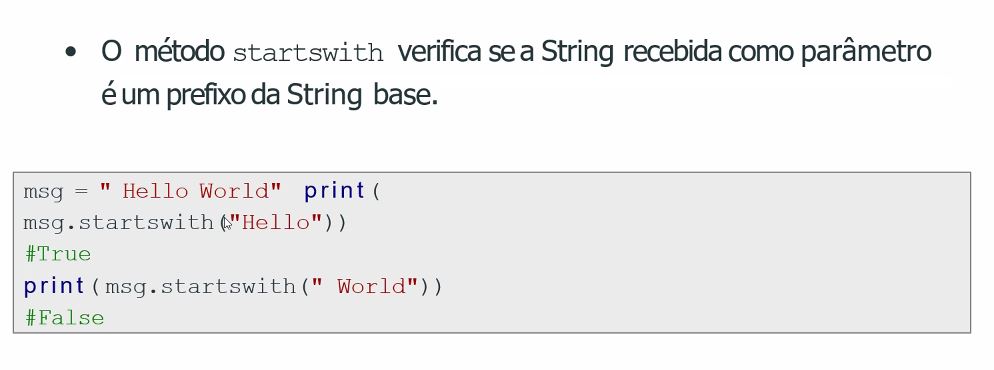 • O método startswith verifica se a String recebida como parâmetro
é um prefixo da String base.
msg = " Hello World" print(
msg.startswith("Hello"))
#True
print(msg.startswith(" World"))
#False